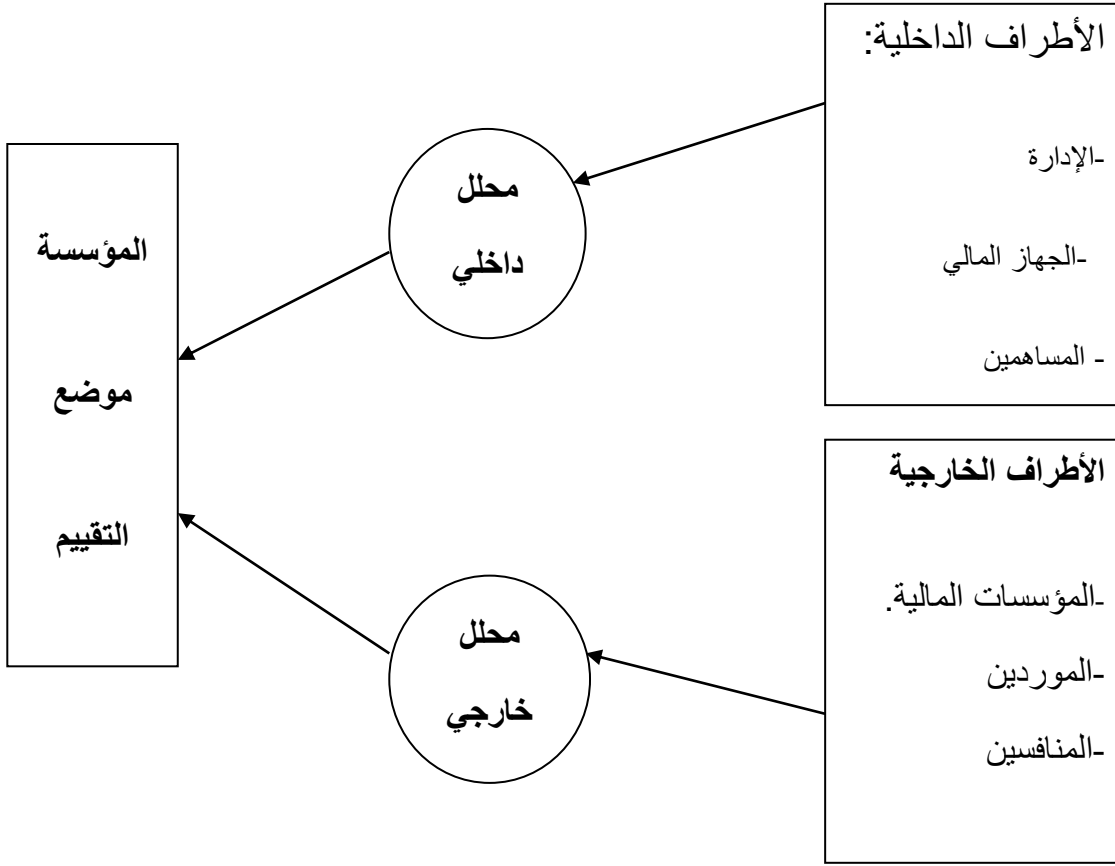 الأطراف الداخلية:
-الإدارة
-الجهاز المالي
- المساهمين
محلل
داخلي
المؤسسة
موضع
التقييم
الأطراف الخارجية
-المؤسسات المالية.
-الموردين
-المنافسين
محلل
خارجي